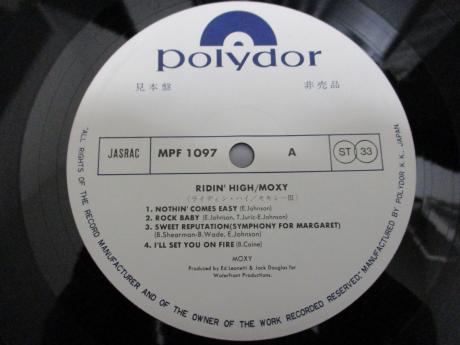 polydor
見本盤 非売品
JASRAC MPF 1097 A ST 33
RIDIN' HIGH/MOXY
(ライディン・ハイ/モキシーIII)
1. NOTHIN' COMES EASY (E.Johnson)
2. ROCK BABY (E.Johnson, T.Juric-E.Johnson)
3. SWEET REPUTATION(SYMPHONY FOR MARGARET)
(B.Shearman-B.Wade, E.Johnson)
4. I'LL SET YOU ON FIRE (B.Caine)
MOXY
Produced by Ed Leonetti & Jack Douglas for
Waterfront Productions.
"ALL RIGHTS OF THE RECORD MANUFACTURER AND OF THE OWNER OF THE WORK RECORDED RESERVED." MANUFACTURED BY POLYDOR K.K., JAPAN